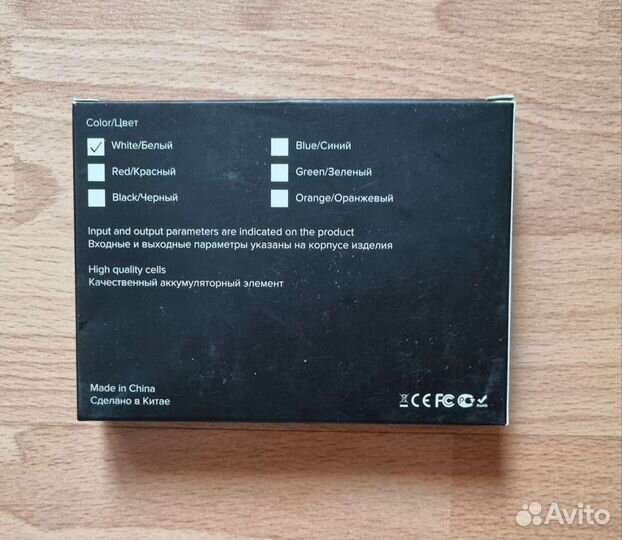 Color/Цвет
White/Белый
Blue/Синий
Red/Красный
Green/Зеленый
Black/Черный
Orange/Оранжевый
Input and output parameters are indicated on the product
Входные и выходные параметры указаны на корпусе изделия
High quality cells
Качественный аккумуляторный элемент
Made in China
Сделано в Китае
CE FC
Avito